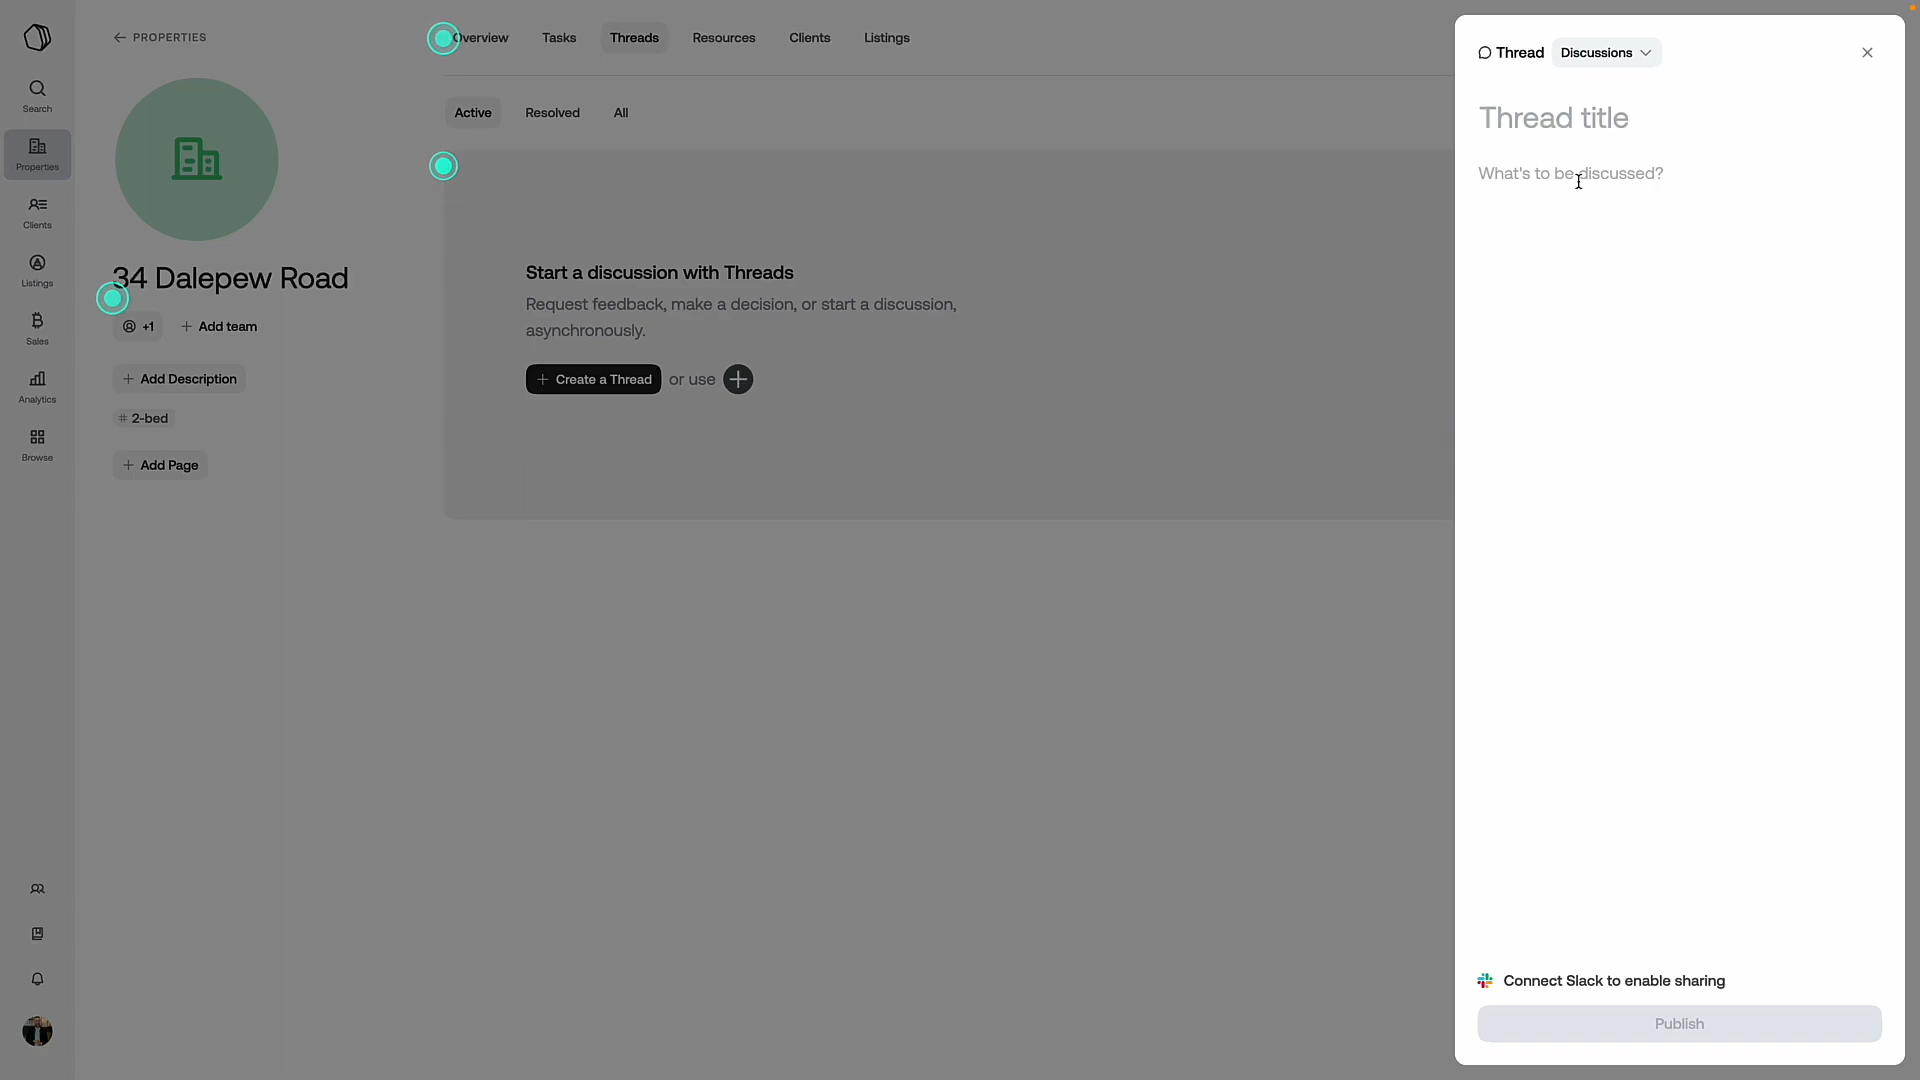 Search
Properties
Clients
Listings
Sales
Analytics
Browse
PROPERTIES
34 Dalepew Road
+1
Add team
Add Description
# 2-bed
Add Page
Overview Tasks Threads Resources Clients Listings
Active Resolved All
Start a discussion with Threads
Request feedback, make a decision, or start a discussion,
asynchronously.
Create a Thread or use
Thread Discussions
Thread title
What's to be discussed?
Connect Slack to enable sharing
Publish